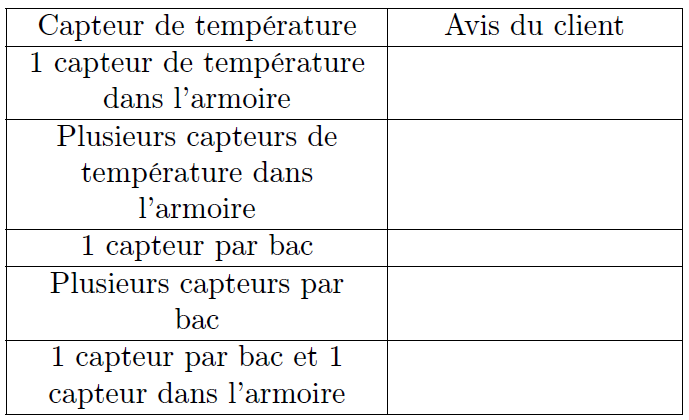 Capteur de température Avis du client
1 capteur de température
dans l'armoire
Plusieurs capteurs de
température dans
l'armoire
1 capteur par bac
Plusieurs capteurs par
bac
1 capteur par bac et 1
capteur dans l'armoire